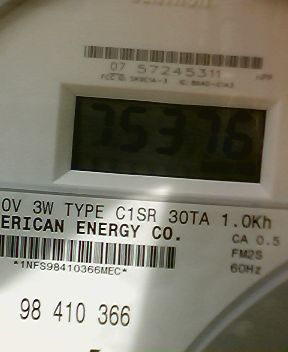 07 57245311
75376
0V 3W TYPE C1SR 30TA 1.0Kh
ERICAN ENERGY CO.
CA 0.5
FM2S
60Hz
*1NFS98410366MEC*
98 410 366